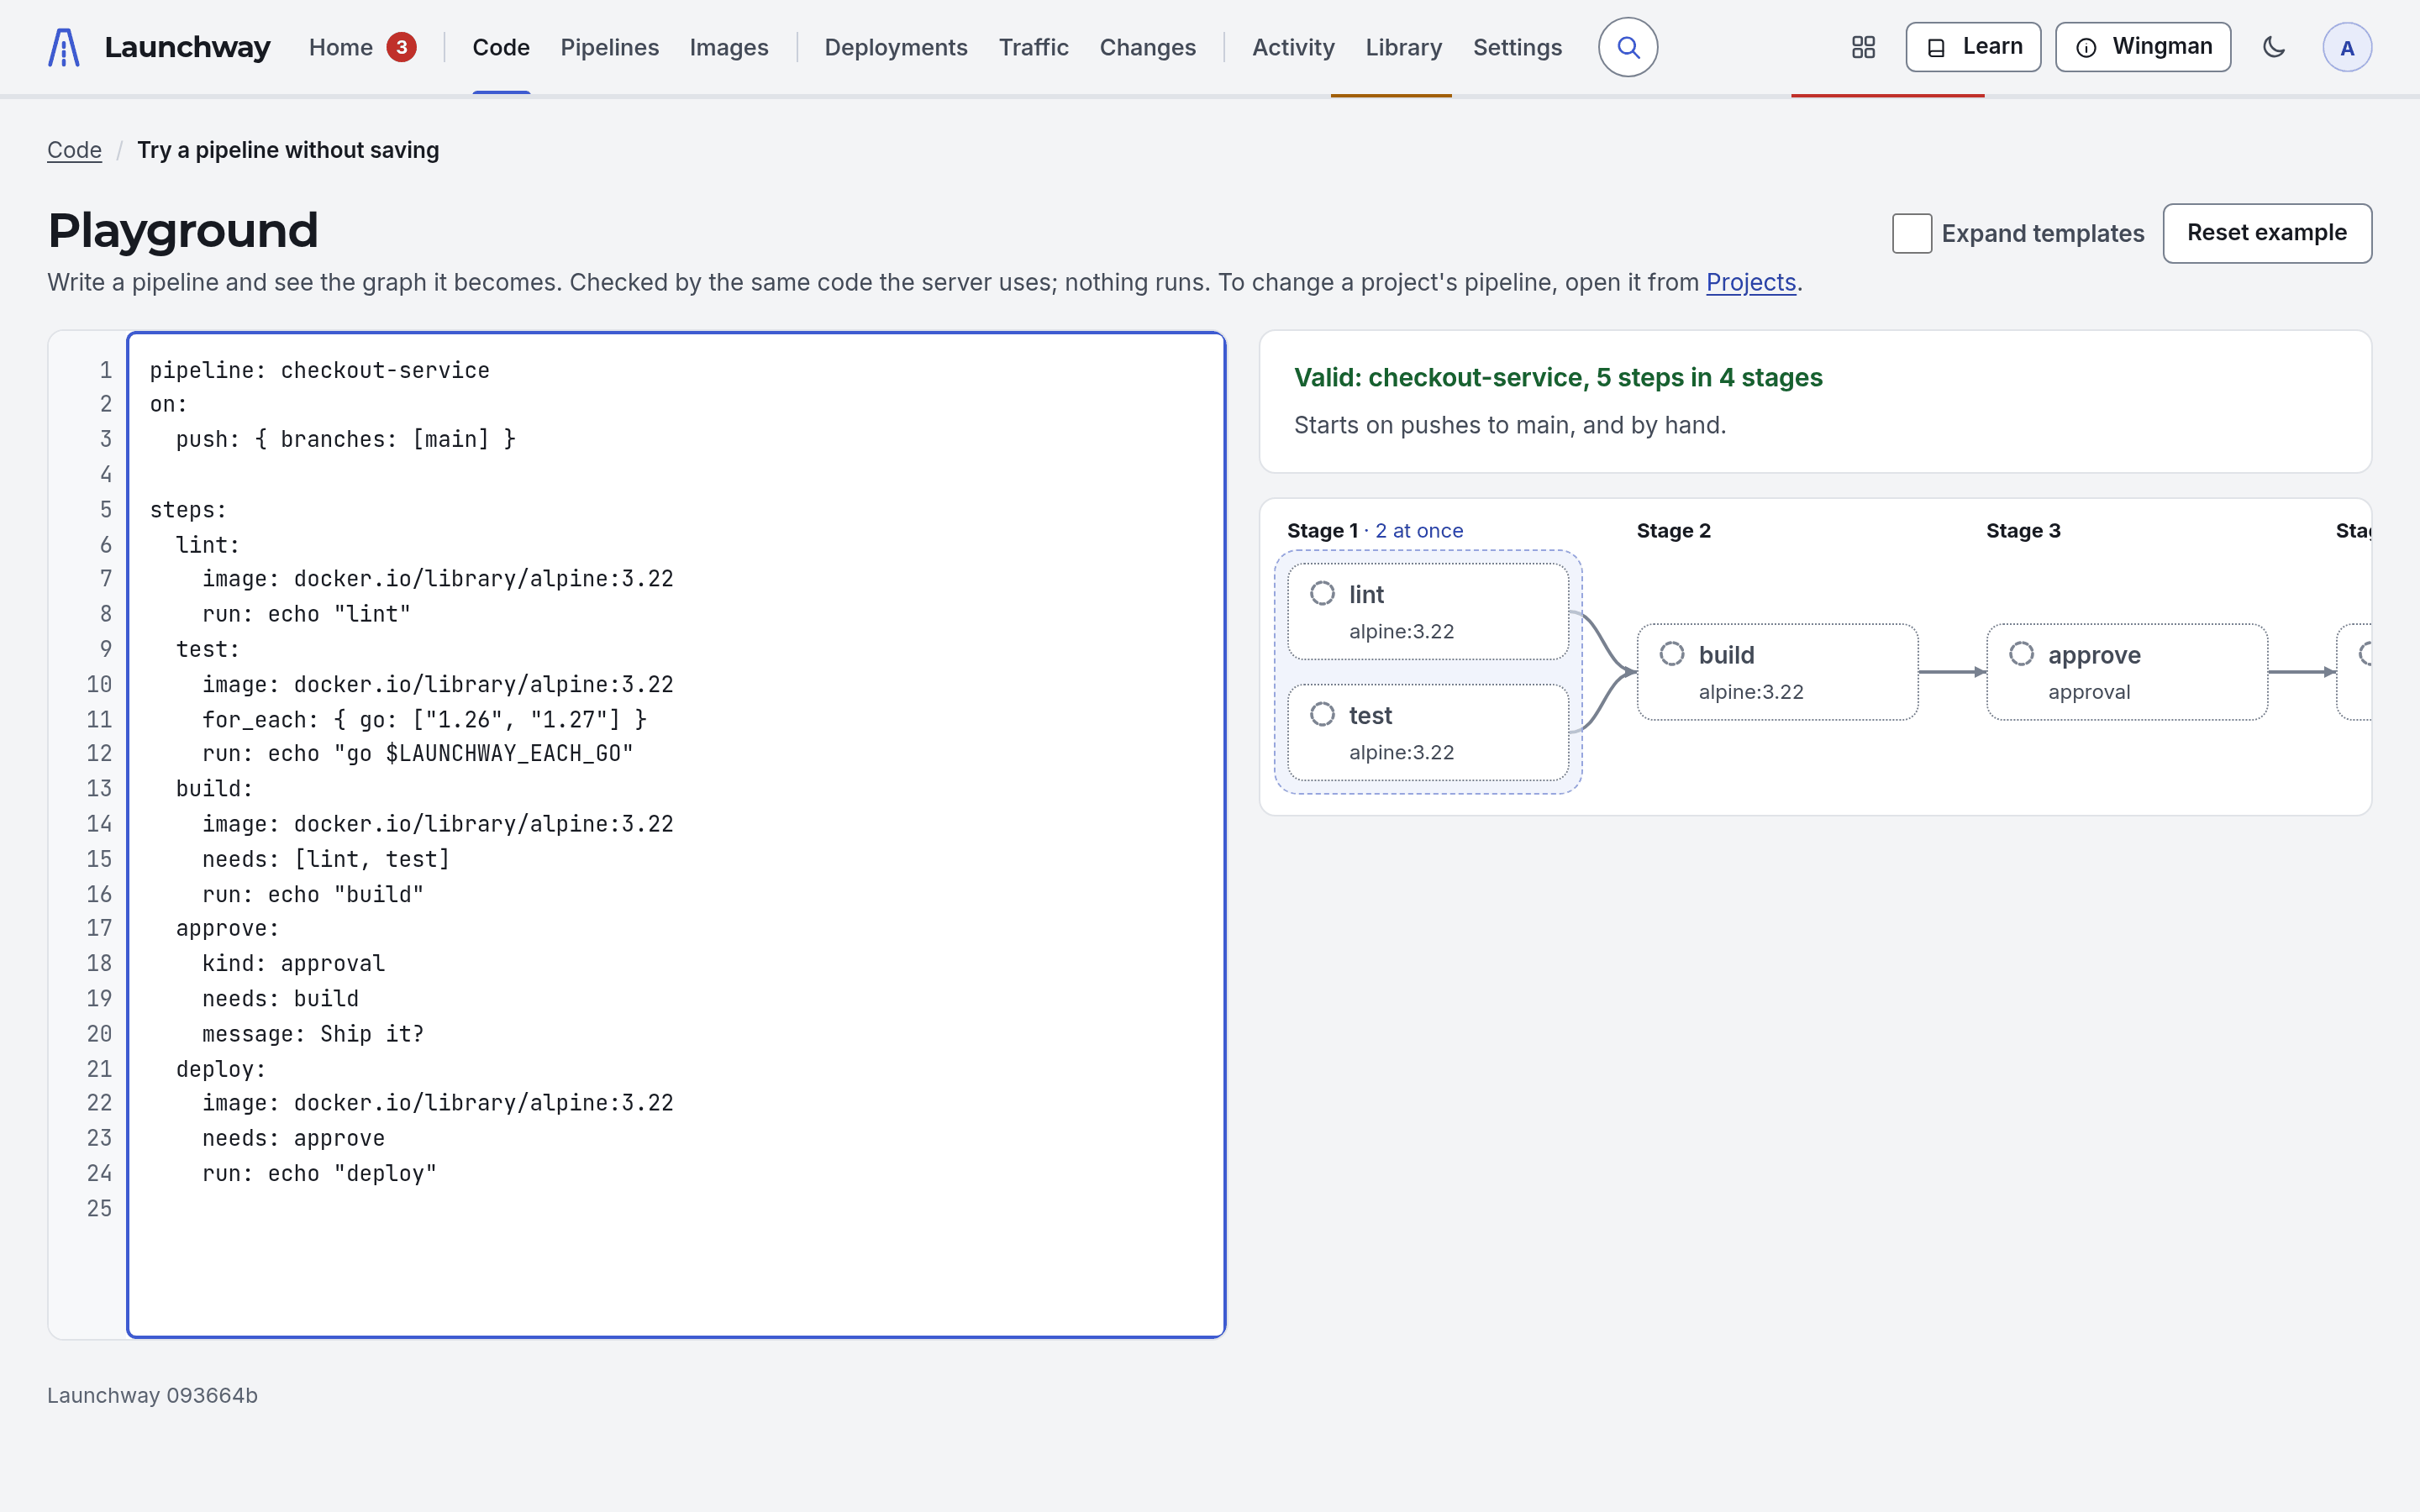 Launchway Home 3 Code Pipelines Images Deployments Traffic Changes Activity Library Settings Learn Wingman A
Code / Try a pipeline without saving
Playground
Expand templates
Reset example
Write a pipeline and see the graph it becomes. Checked by the same code the server uses; nothing runs. To change a project's pipeline, open it from Projects.
1 pipeline: checkout-service
2 on:
3   push: { branches: [main] }
4
5 steps:
6   lint:
7     image: docker.io/library/alpine:3.22
8     run: echo "lint"
9   test:
10     image: docker.io/library/alpine:3.22
11     for_each: { go: ["1.26", "1.27"] }
12     run: echo "go $LAUNCHWAY_EACH_GO"
13   build:
14     image: docker.io/library/alpine:3.22
15     needs: [lint, test]
16     run: echo "build"
17   approve:
18     kind: approval
19     needs: build
20     message: Ship it?
21   deploy:
22     image: docker.io/library/alpine:3.22
23     needs: approve
24     run: echo "deploy"
25
Valid: checkout-service, 5 steps in 4 stages
Starts on pushes to main, and by hand.
Stage 1 · 2 at once
Stage 2
Stage 3
lint
alpine:3.22
test
alpine:3.22
build
alpine:3.22
approve
approval
Launchway 093664b